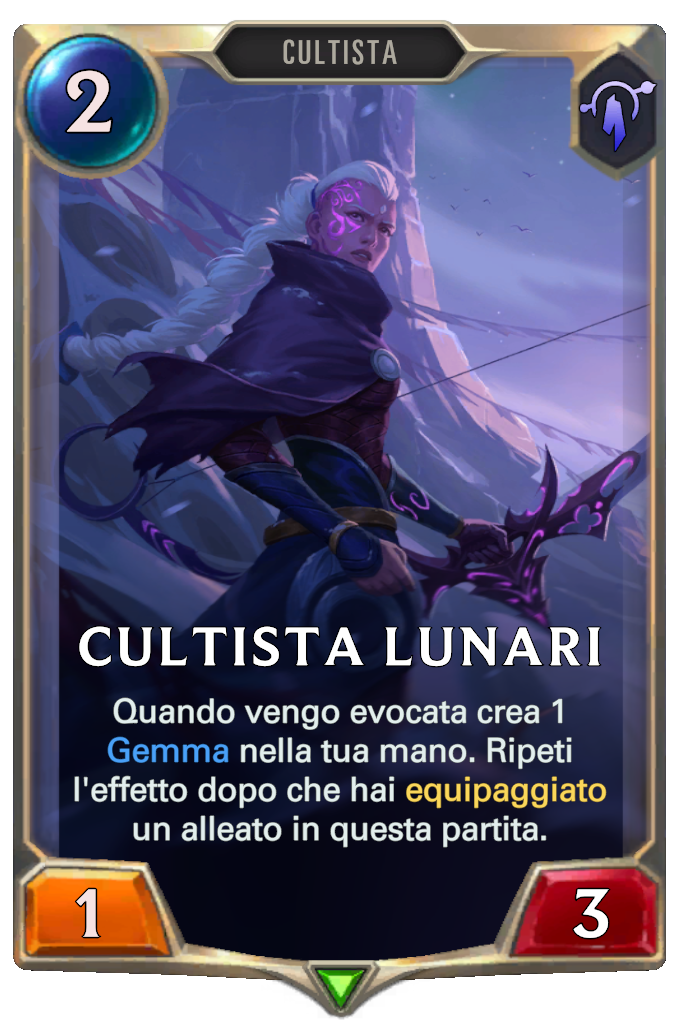 CULTISTA
2
CULTISTA LUNARI
Quando vengo evocata crea 1
Gemma nella tua mano. Ripeti
l'effetto dopo che hai equipaggiato
un alleato in questa partita.
1
3